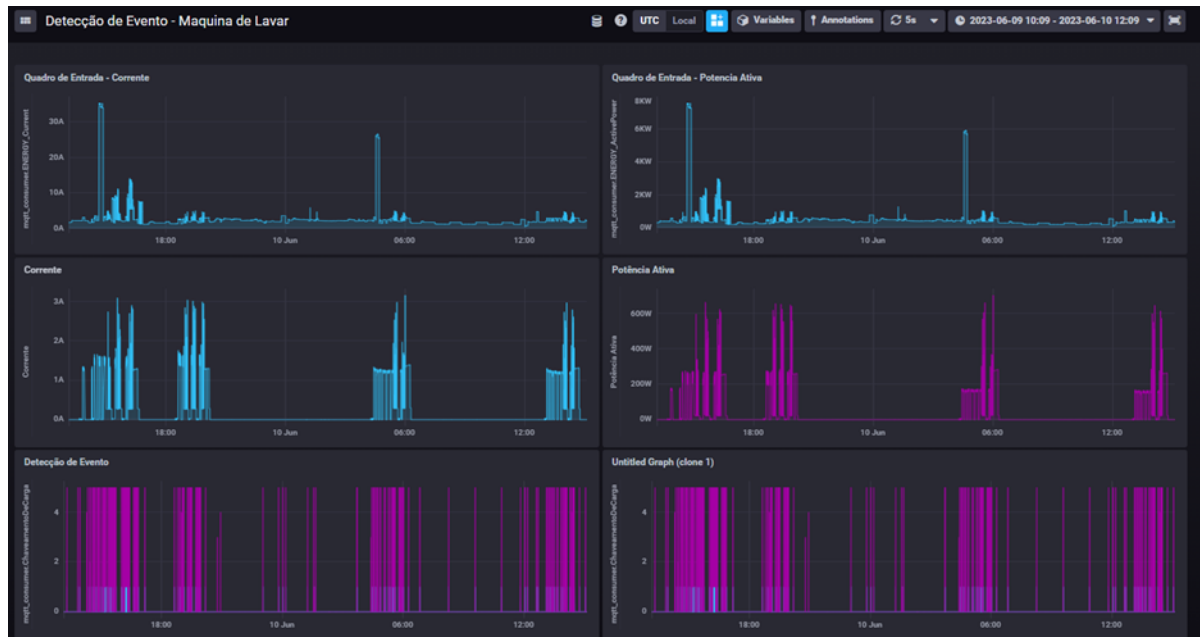 Detecção de Evento - Maquina de Lavar
UTC Local Variables Annotations 5s 2023-06-09 10:09 - 2023-06-10 12:09
Quadro de Entrada - Corrente
mqtt_consumer.ENERGY_Current
30A
20A
10A
0A
18:00 10 Jun 06:00 12:00
Quadro de Entrada - Potencia Ativa
mqtt_consumer.ENERGY_ActivePower
8KW
6KW
4KW
2KW
0W
18:00 10 Jun 06:00 12:00
Corrente
Corrente
3A
2A
1A
0A
18:00 10 Jun 06:00 12:00
Potência Ativa
Potência Ativa
600W
400W
200W
0W
18:00 10 Jun 06:00 12:00
Detecção de Evento
mqtt_consumer.ChaveamentoDeCarga
4
2
0
18:00 10 Jun 06:00 12:00
Untitled Graph (clone 1)
mqtt_consumer.ChaveamentoDeCarga
4
2
0
18:00 10 Jun 06:00 12:00